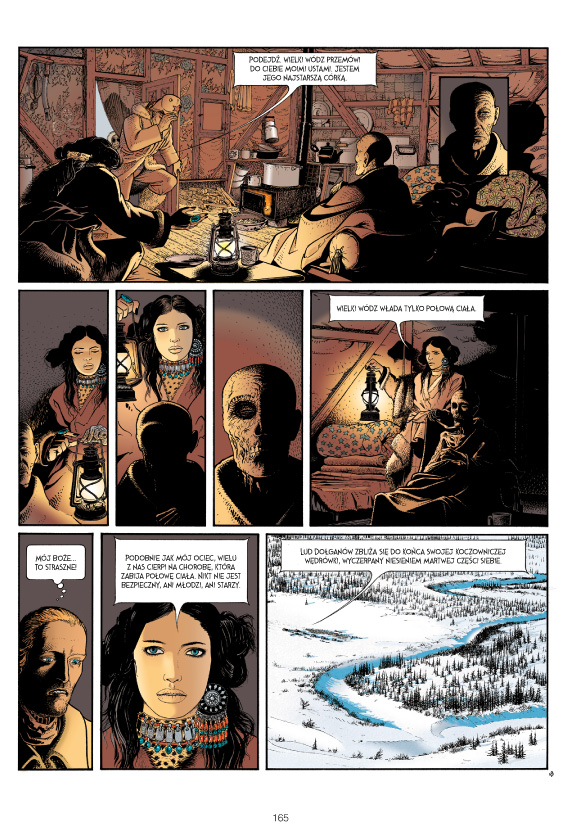 PODEJDŹ. WIELKI WÓDZ PRZEMÓWI
DO CIEBIE MOIMI USTAMI. JESTEM
JEGO NAJSTARSZĄ CÓRKĄ.
WIELKI WÓDZ WŁADA TYLKO POŁOWĄ CIAŁA.
MÓJ BOŻE...
TO STRASZNE!
PODOBNIE JAK MÓJ OCIEC, WIELU
Z NAS CIERPI NA CHOROBĘ, KTÓRA
ZABIJA POŁOWĘ CIAŁA. NIKT NIE JEST
BEZPIECZNY, ANI MŁODZI, ANI STARZY.
LUD DOŁGANÓW ZBLIŻA SIĘ DO KOŃCA SWOJEJ KOCZOWNICZEJ
WĘDRÓWKI, WYCZERPANY NIESIENIEM MARTWEJ CZĘŚCI SIEBIE.
165